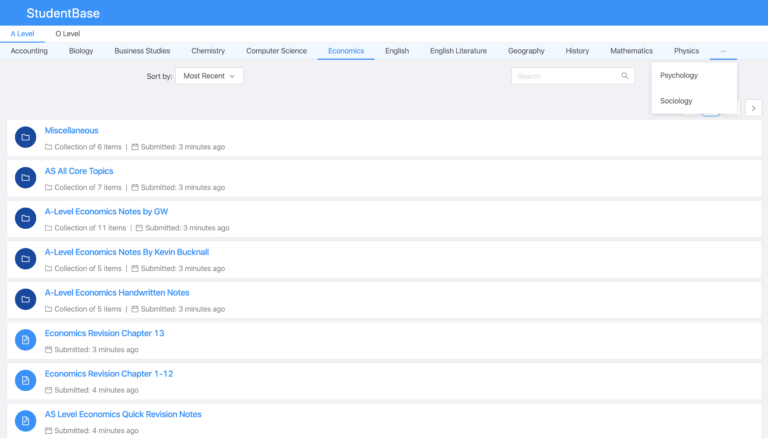 StudentBase
A Level O Level
Accounting Biology Business Studies Chemistry Computer Science Economics English English Literature Geography History Mathematics Physics ···
Sort by: Most Recent Search Psychology
Sociology
Miscellaneous
Collection of 6 items | Submitted: 3 minutes ago
AS All Core Topics
Collection of 7 items | Submitted: 3 minutes ago
A-Level Economics Notes by GW
Collection of 11 items | Submitted: 3 minutes ago
A-Level Economics Notes By Kevin Bucknall
Collection of 5 items | Submitted: 3 minutes ago
A-Level Economics Handwritten Notes
Collection of 5 items | Submitted: 3 minutes ago
Economics Revision Chapter 13
Submitted: 3 minutes ago
Economics Revision Chapter 1-12
Submitted: 4 minutes ago
AS Level Economics Quick Revision Notes
Submitted: 4 minutes ago